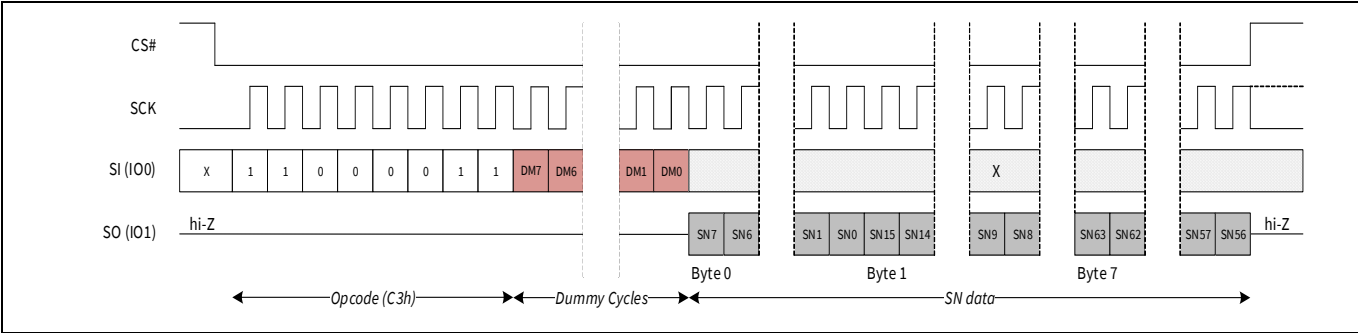 CS#
SCK
SI (IO0) X 1 1 0 0 0 0 1 1 DM7 DM6 DM1 DM0 X
SO (IO1) hi-Z SN7 SN6 SN1 SN0 SN15 SN14 SN9 SN8 SN63 SN62 SN57 SN56 hi-Z
Byte 0 Byte 1 Byte 7
Opcode (C3h) Dummy Cycles SN data